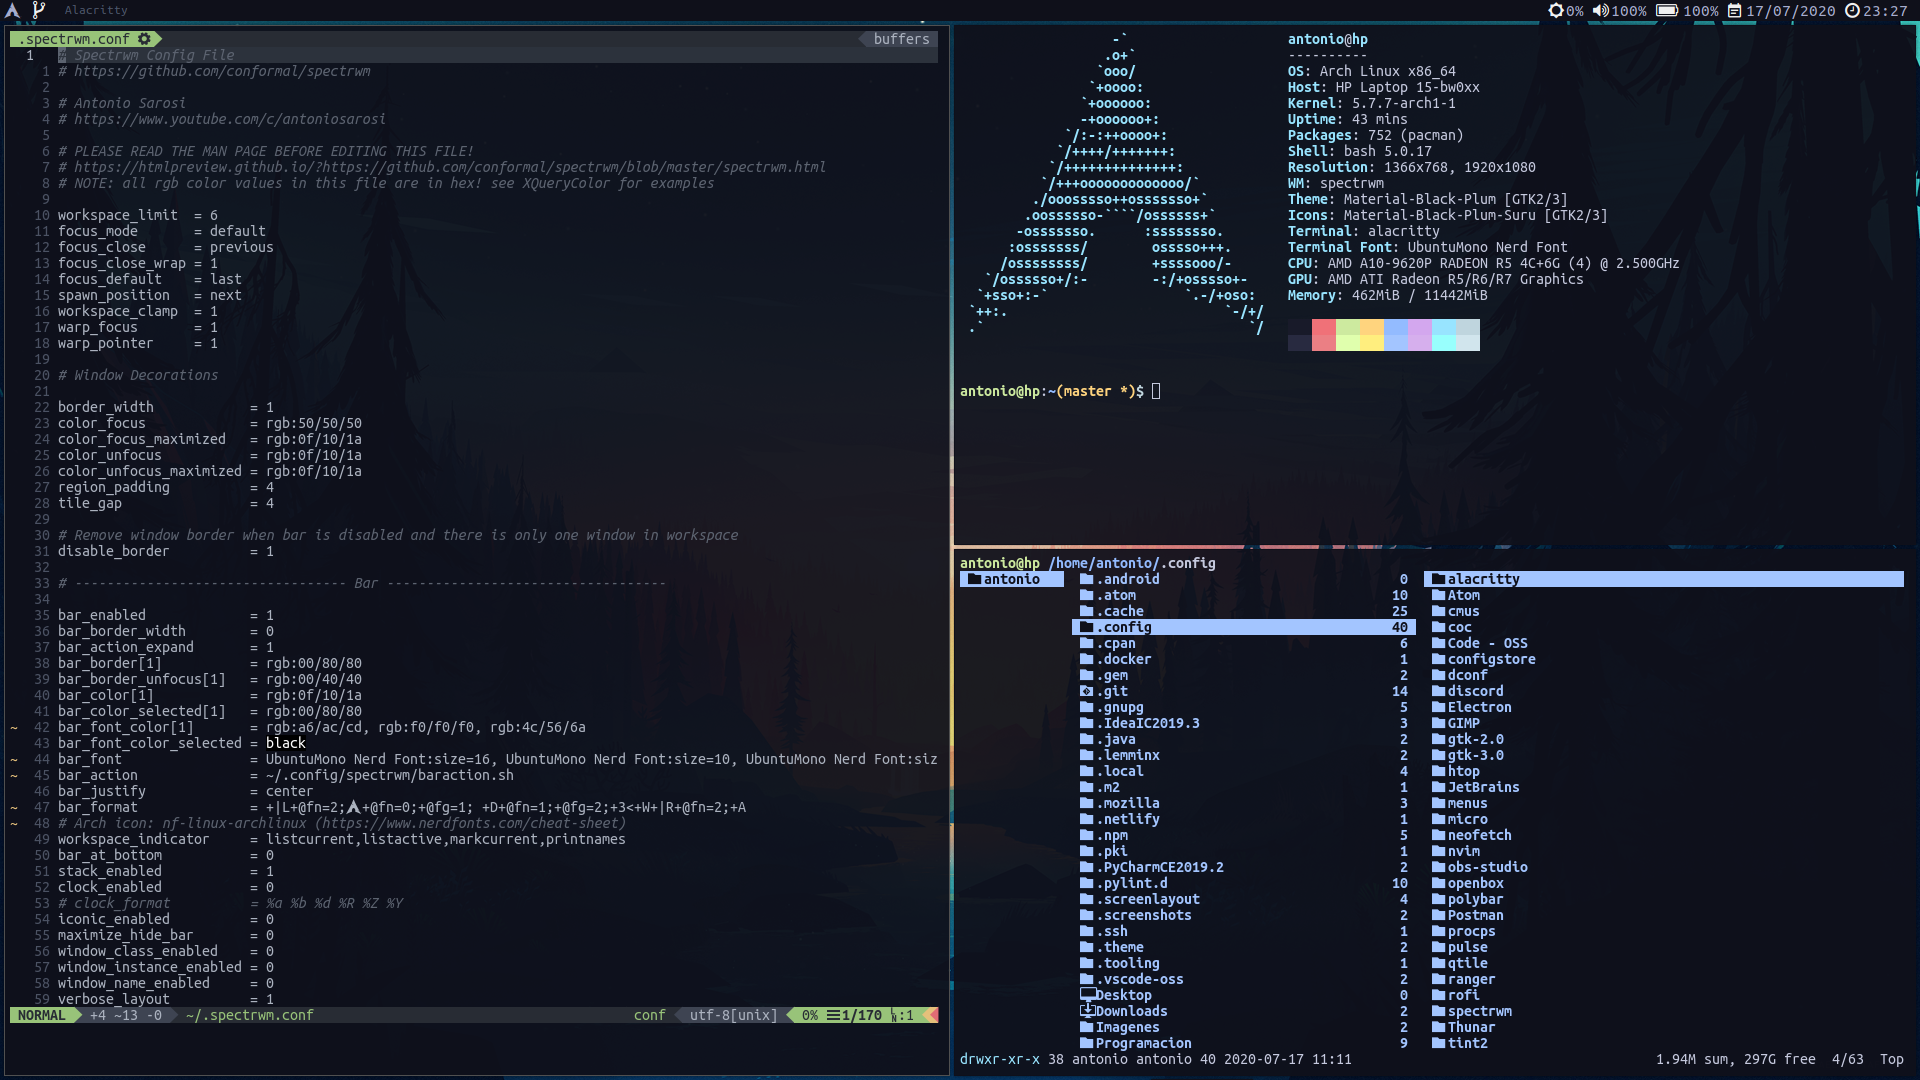 Alacritty
0% 100% 100% 17/07/2020 23:27
.spectrwm.conf
buffers
1 # Spectrwm Config File
1 # https://github.com/conformal/spectrwm
2
3 # Antonio Sarosi
4 # https://www.youtube.com/c/antoniosarosi
5
6 # PLEASE READ THE MAN PAGE BEFORE EDITING THIS FILE!
7 # https://htmlpreview.github.io/?https://github.com/conformal/spectrwm/blob/master/spectrwm.html
8 # NOTE: all rgb color values in this file are in hex! see XQueryColor for examples
9
10 workspace_limit = 6
11 focus_mode = default
12 focus_close = previous
13 focus_close_wrap = 1
14 focus_default = last
15 spawn_position = next
16 workspace_clamp = 1
17 warp_focus = 1
18 warp_pointer = 1
19
20 # Window Decorations
21
22 border_width = 1
23 color_focus = rgb:50/50/50
24 color_focus_maximized = rgb:0f/10/1a
25 color_unfocus = rgb:0f/10/1a
26 color_unfocus_maximized = rgb:0f/10/1a
27 region_padding = 4
28 tile_gap = 4
29
30 # Remove window border when bar is disabled and there is only one window in workspace
31 disable_border = 1
32
33 # ---------------------------------- Bar -----------------------------------
34
35 bar_enabled = 1
36 bar_border_width = 0
37 bar_action_expand = 1
38 bar_border[1] = rgb:00/80/80
39 bar_border_unfocus[1] = rgb:00/40/40
40 bar_color[1] = rgb:0f/10/1a
41 bar_color_selected[1] = rgb:00/80/80
~ 42 bar_font_color[1] = rgb:a6/ac/cd, rgb:f0/f0/f0, rgb:4c/56/6a
43 bar_font_color_selected = black
~ 44 bar_font = UbuntuMono Nerd Font:size=16, UbuntuMono Nerd Font:size=10, UbuntuMono Nerd Font:siz
~ 45 bar_action = ~/.config/spectrwm/baraction.sh
46 bar_justify = center
~ 47 bar_format = +|L+@fn=2;+@fn=0;+@fg=1; +D+@fn=1;+@fg=2;+3<+W+|R+@fn=2;+A
~ 48 # Arch icon: nf-linux-archlinux (https://www.nerdfonts.com/cheat-sheet)
49 workspace_indicator = listcurrent,listactive,markcurrent,printnames
50 bar_at_bottom = 0
51 stack_enabled = 1
52 clock_enabled = 0
53 # clock_format = %a %b %d %R %Z %Y
54 iconic_enabled = 0
55 maximize_hide_bar = 0
56 window_class_enabled = 0
57 window_instance_enabled = 0
58 window_name_enabled = 0
59 verbose_layout = 1
NORMAL +4 ~13 -0 ~/.spectrwm.conf conf utf-8[unix] 0% 1/170 :1
-`
.o+`
`ooo/
`+oooo:
`+oooooo:
-+oooooo+:
`/:-:++oooo+:
`/++++/+++++++:
`/++++++++++++++:
`/+++ooooooooooooo/`
./ooosssso++osssssso+`
.oossssso-````/ossssss+`
-osssssso. :ssssssso.
:osssssss/ osssso+++.
/ossssssss/ +ssssooo/-
`/ossssso+/:- -:/+osssso+-
`+sso+:-` `.-/+oso:
`++:. `-/+/
.` `/
antonio@hp
----------
OS: Arch Linux x86_64
Host: HP Laptop 15-bw0xx
Kernel: 5.7.7-arch1-1
Uptime: 43 mins
Packages: 752 (pacman)
Shell: bash 5.0.17
Resolution: 1366x768, 1920x1080
WM: spectrwm
Theme: Material-Black-Plum [GTK2/3]
Icons: Material-Black-Plum-Suru [GTK2/3]
Terminal: alacritty
Terminal Font: UbuntuMono Nerd Font
CPU: AMD A10-9620P RADEON R5 4C+6G (4) @ 2.500GHz
GPU: AMD ATI Radeon R5/R6/R7 Graphics
Memory: 462MiB / 11442MiB
antonio@hp:~(master *)$
antonio@hp /home/antonio/.config
antonio
.android 0
.atom 10
.cache 25
.config 40
.cpan 6
.docker 1
.gem 2
.git 14
.gnupg 5
.IdeaIC2019.3 3
.java 2
.lemminx 2
.local 4
.m2 1
.mozilla 3
.netlify 1
.npm 5
.pki 1
.PyCharmCE2019.2 2
.pylint.d 10
.screenlayout 4
.screenshots 2
.ssh 1
.theme 2
.tooling 1
.vscode-oss 2
Desktop 0
Downloads 2
Imagenes 2
Programacion 9
alacritty
Atom
cmus
coc
Code - OSS
configstore
dconf
discord
Electron
GIMP
gtk-2.0
gtk-3.0
htop
JetBrains
menus
micro
neofetch
nvim
obs-studio
openbox
polybar
Postman
procps
pulse
qtile
ranger
rofi
spectrwm
Thunar
tint2
drwxr-xr-x 38 antonio antonio 40 2020-07-17 11:11
1.94M sum, 297G free 4/63 Top